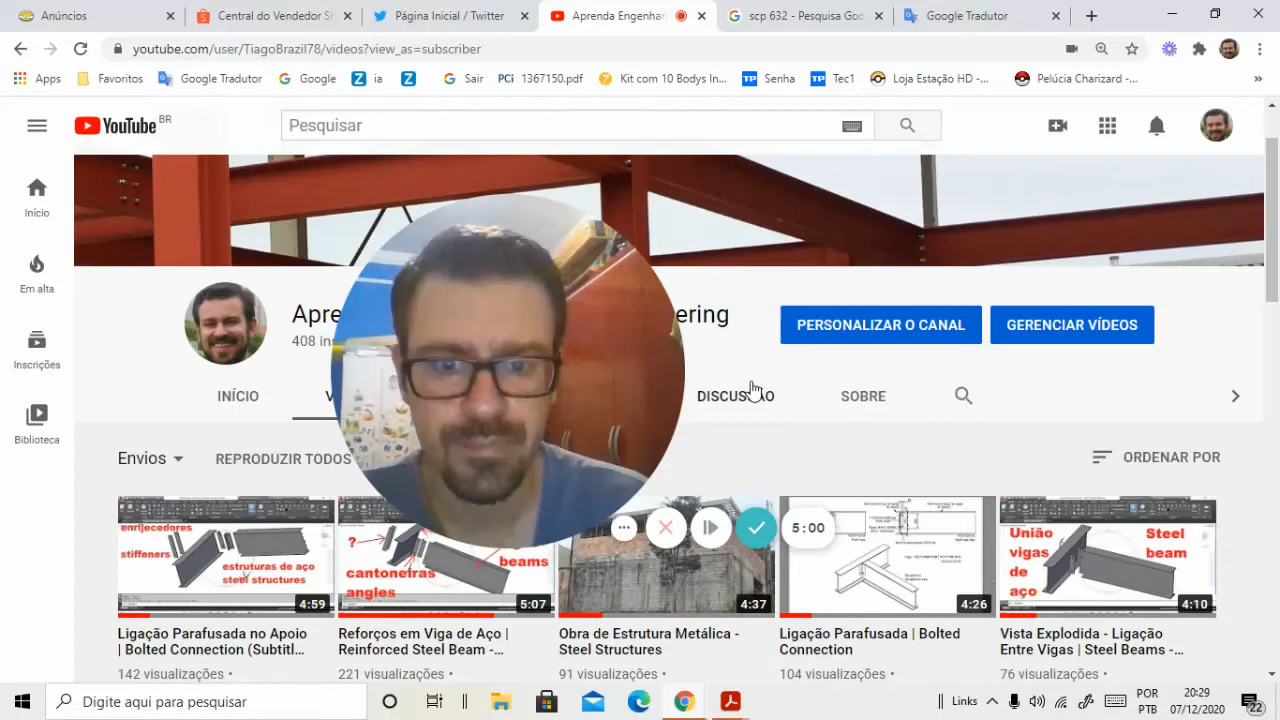 Anúncios
Central do Vendedor S
Página Inicial / Twitter
Aprenda Engenhar
scp 632 - Pesquisa Goo
Google Tradutor
youtube.com/user/TiagoBrazil78/videos?view_as=subscriber
Apps
Favoritos
Google Tradutor
Google
ia
Sair
1367150.pdf
Kit com 10 Bodys In...
Senha
Tec1
Loja Estação HD -...
Pelúcia Charizard -...
»
YouTube BR
Pesquisar
Início
Em alta
Inscrições
Biblioteca
Apre
ering
408 ins
PERSONALIZAR O CANAL
GERENCIAR VÍDEOS
INÍCIO
V
DISCUSSÃO
SOBRE
Envios
REPRODUZIR TODOS
ORDENAR POR
enrijecedores
stiffeners
estruturas de aço
steel structures
4:59
?
cantoneiras
angles
beams
5:07
4:37
4:26
União
vigas
de
aço
Steel
beam
4:10
5:00
Ligação Parafusada no Apoio
| Bolted Connection (Subtitl...
142 visualizações •
Reforços em Viga de Aço |
Reinforced Steel Beam -...
221 visualizações •
Obra de Estrutura Metálica -
Steel Structures
91 visualizações •
Ligação Parafusada | Bolted
Connection
104 visualizações •
Vista Explodida - Ligação
Entre Vigas | Steel Beams -...
76 visualizações •
Digite aqui para pesquisar
Links
POR
PTB
20:29
07/12/2020
22